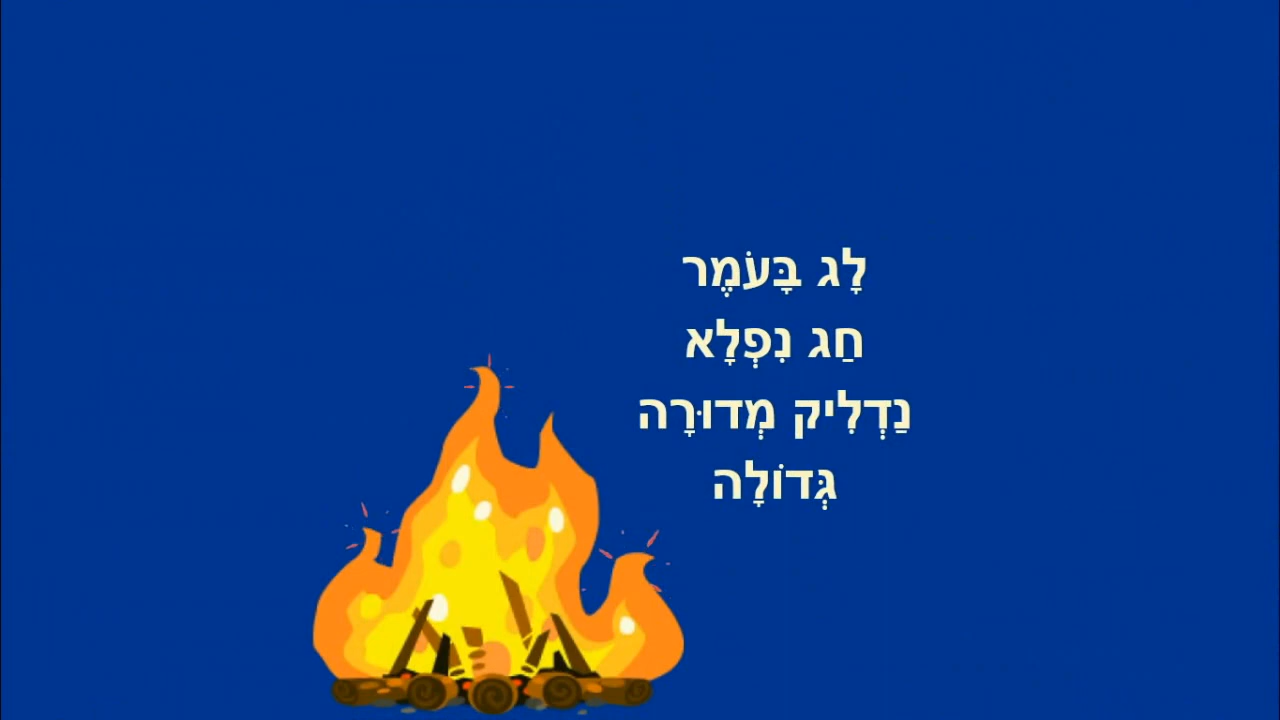 לָג בָּעֹמֶר
חַג נִפְלָא
נַדְלִיק מְדוּרָה
גְּדוֹלָה